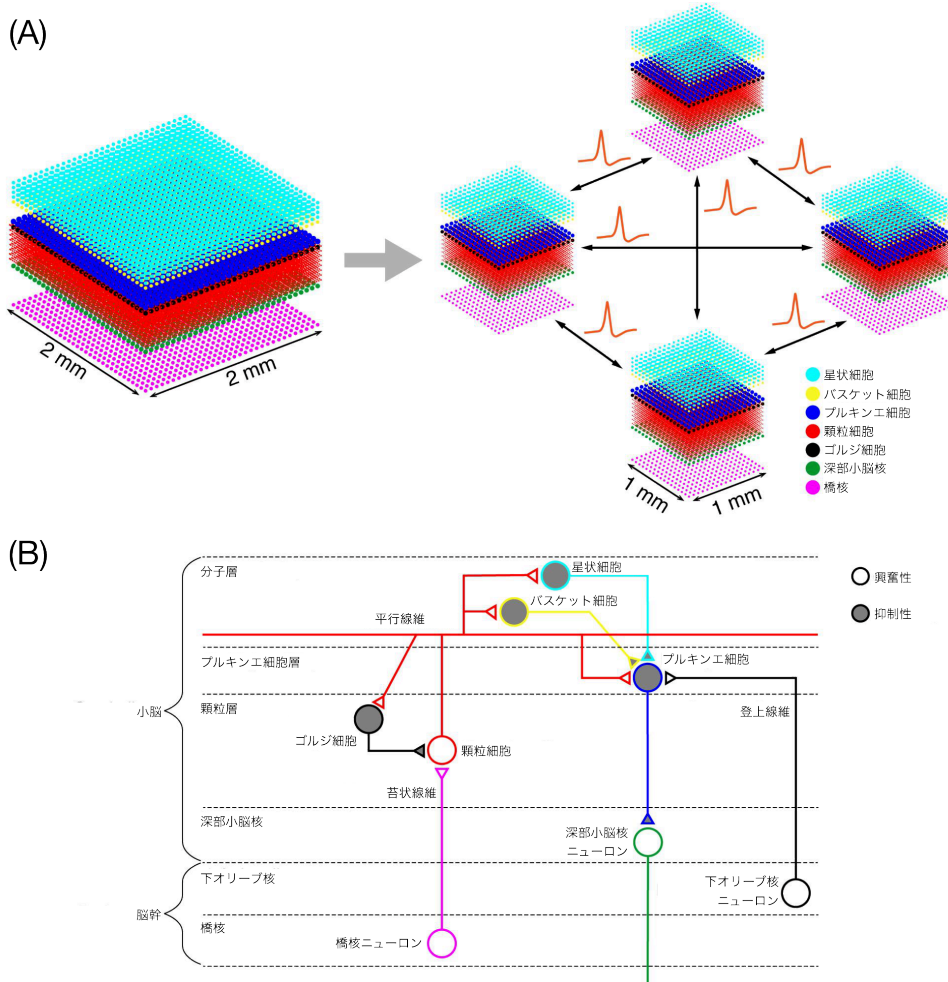 (A)
2 mm
2 mm
1 mm
1 mm
星状細胞
バスケット細胞
プルキンエ細胞
顆粒細胞
ゴルジ細胞
深部小脳核
橋核
(B)
分子層
星状細胞
興奮性
バスケット細胞
抑制性
平行線維
プルキンエ細胞層
プルキンエ細胞
小脳
顆粒層
登上線維
ゴルジ細胞
顆粒細胞
苔状線維
深部小脳核
深部小脳核
ニューロン
下オリーブ核
下オリーブ核
ニューロン
脳幹
橋核
橋核ニューロン